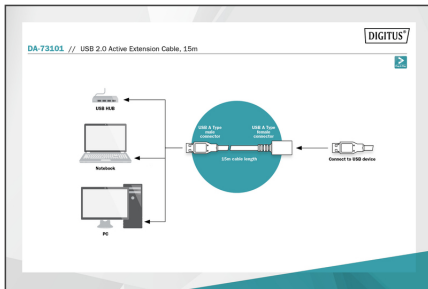 DIGITUS®
DA-73101 // USB 2.0 Active Extension Cable, 15m
USB HUB
USB A Type
male
connector
USB A Type
female
connector
15m cable length
Connect to USB device
Notebook
PC